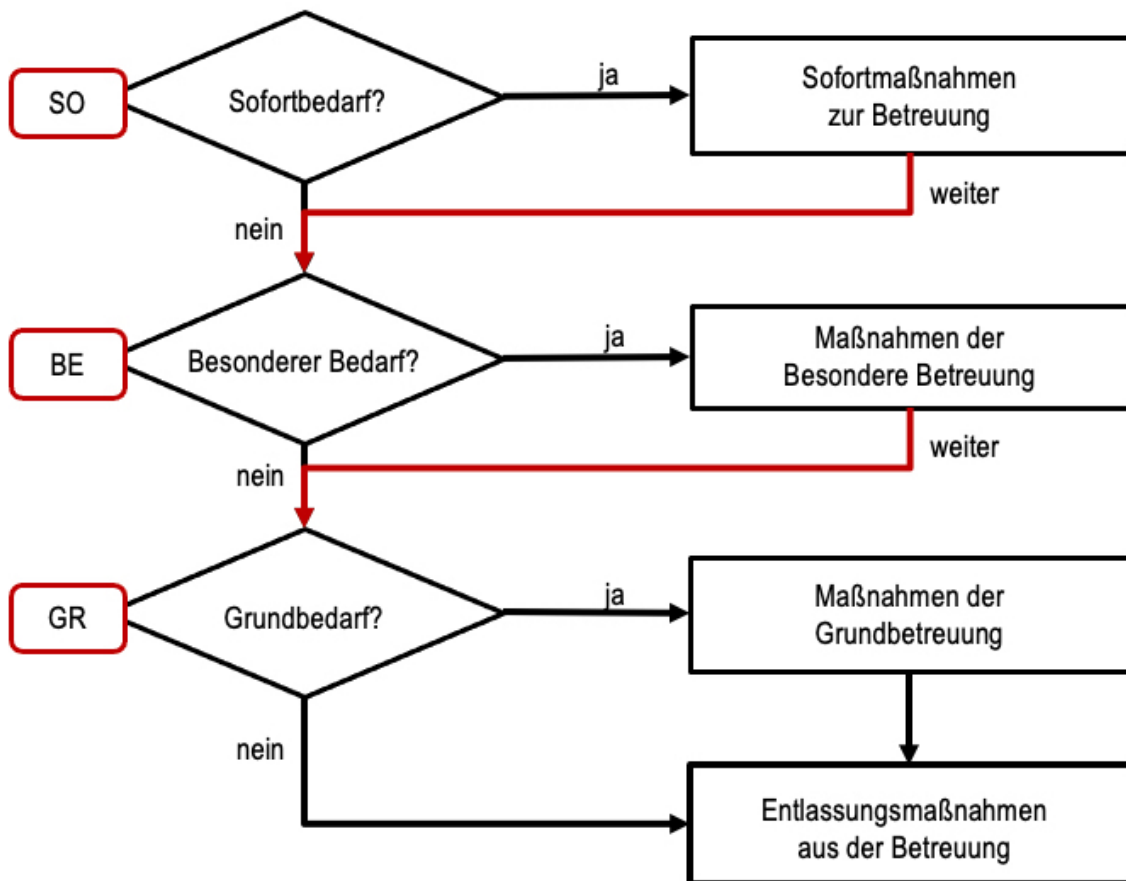 SO
Sofortbedarf?
ja
Sofortmaßnahmen
zur Betreuung
weiter
nein
BE
Besonderer Bedarf?
ja
Maßnahmen der
Besondere Betreuung
weiter
nein
GR
Grundbedarf?
ja
Maßnahmen der
Grundbetreuung
nein
Entlassungsmaßnahmen
aus der Betreuung